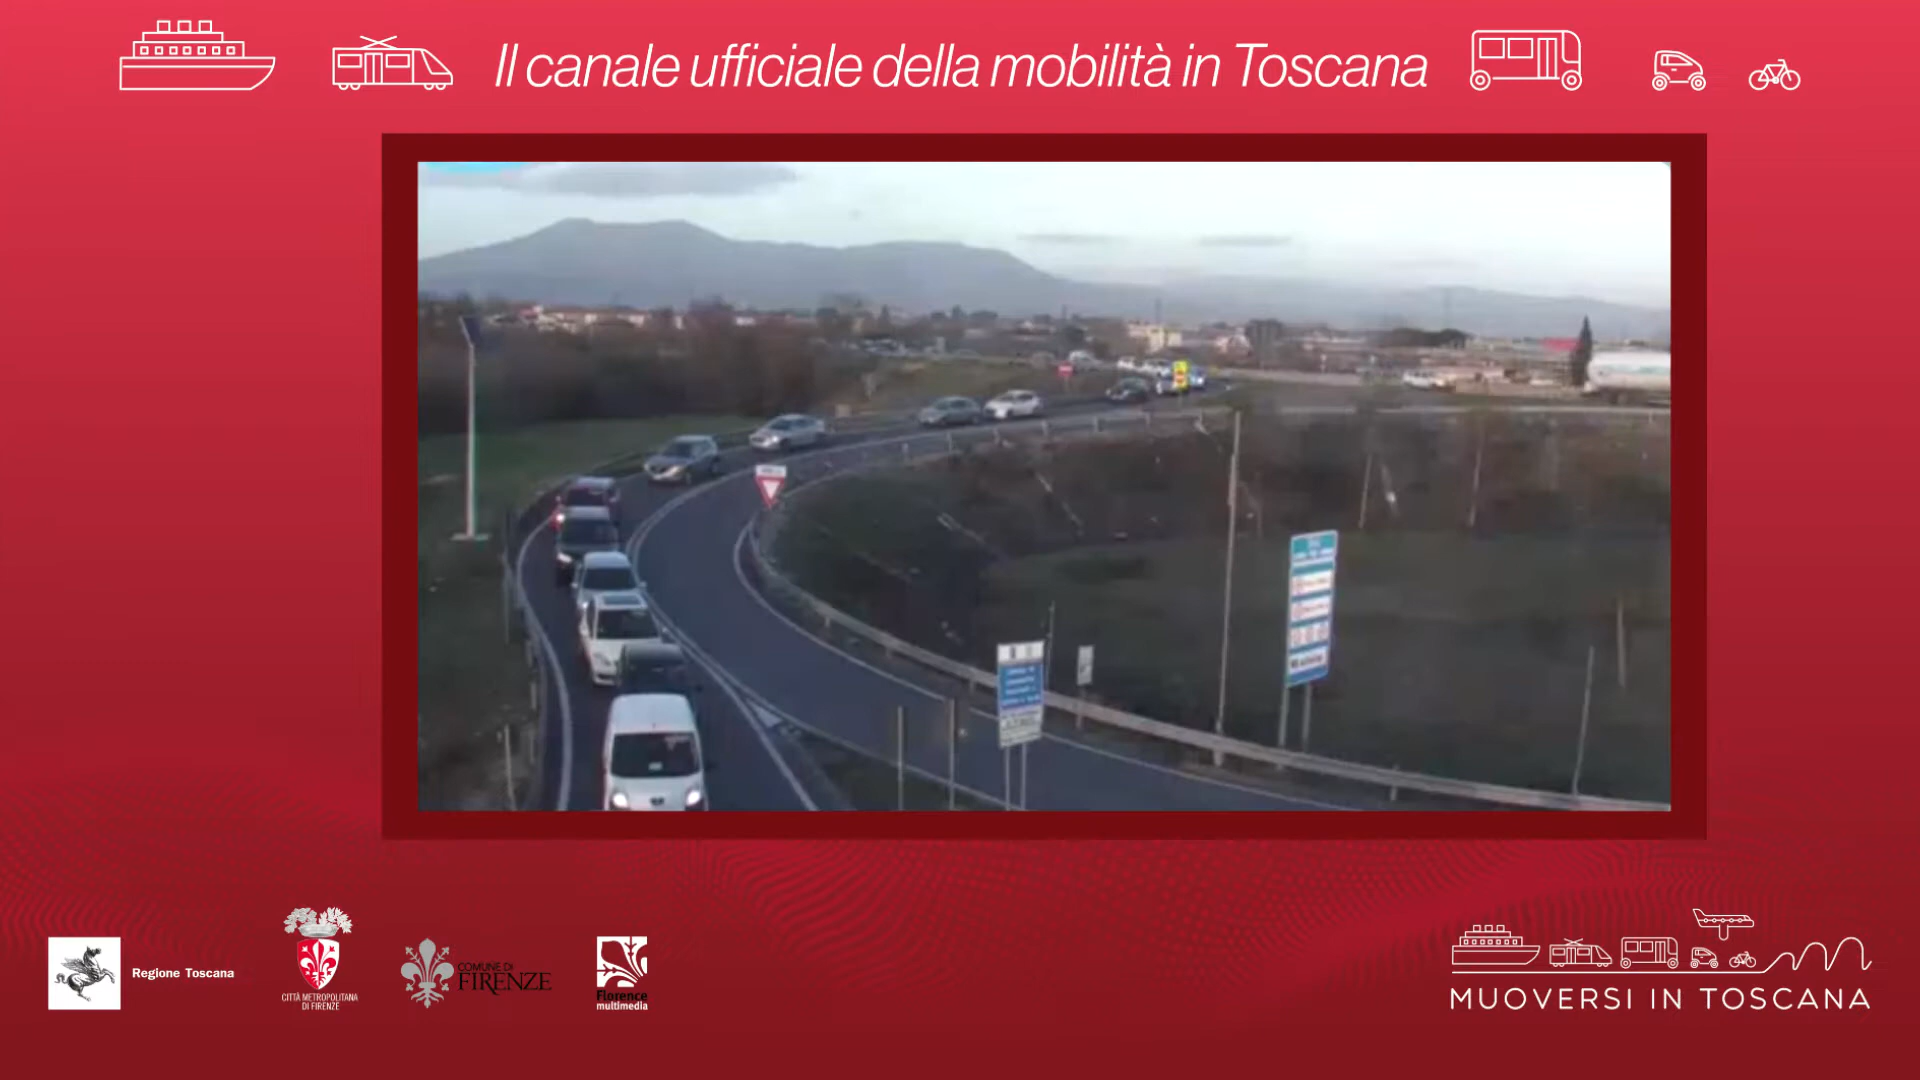 Il canale ufficiale della mobilità in Toscana
Regione Toscana
CITTÀ METROPOLITANA
DI FIRENZE
COMUNE DI
FIRENZE
Florence
multimedia
MUOVERSI IN TOSCANA